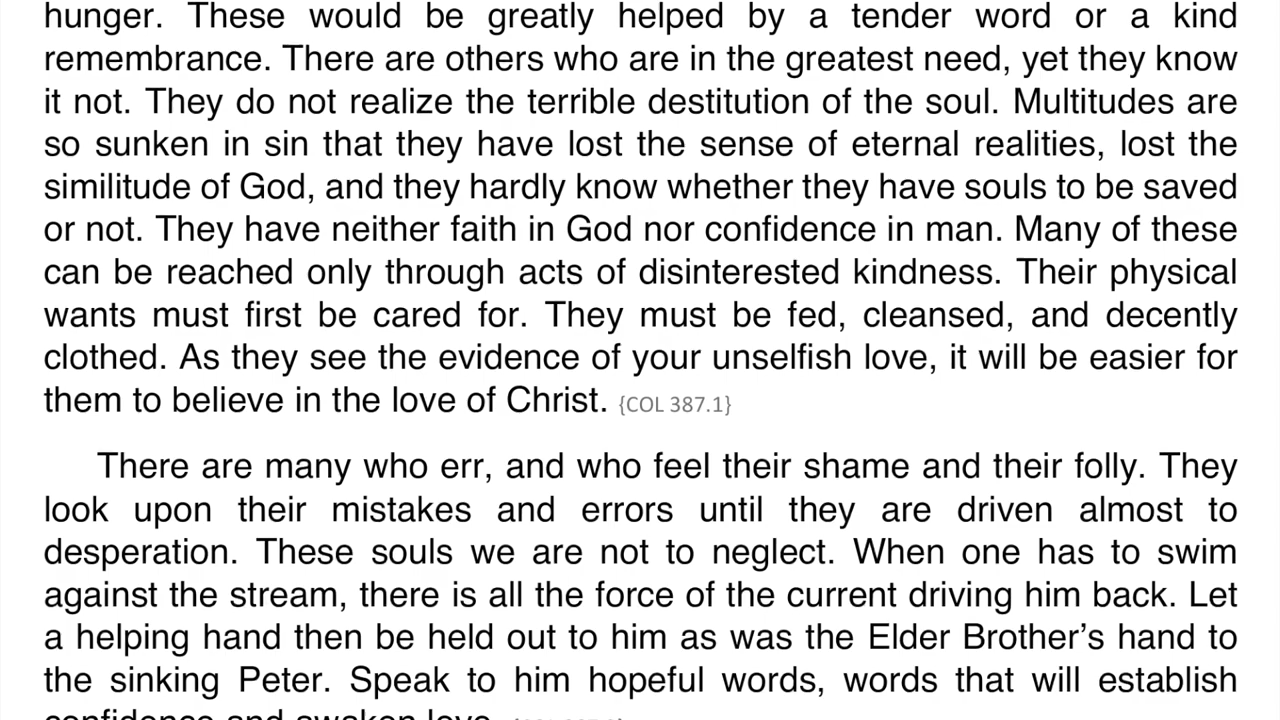 hunger. These would be greatly helped by a tender word or a kind
remembrance. There are others who are in the greatest need, yet they know
it not. They do not realize the terrible destitution of the soul. Multitudes are
so sunken in sin that they have lost the sense of eternal realities, lost the
similitude of God, and they hardly know whether they have souls to be saved
or not. They have neither faith in God nor confidence in man. Many of these
can be reached only through acts of disinterested kindness. Their physical
wants must first be cared for. They must be fed, cleansed, and decently
clothed. As they see the evidence of your unselfish love, it will be easier for
them to believe in the love of Christ. {COL 387.1}
There are many who err, and who feel their shame and their folly. They
look upon their mistakes and errors until they are driven almost to
desperation. These souls we are not to neglect. When one has to swim
against the stream, there is all the force of the current driving him back. Let
a helping hand then be held out to him as was the Elder Brother’s hand to
the sinking Peter. Speak to him hopeful words, words that will establish
confidence and awaken love.